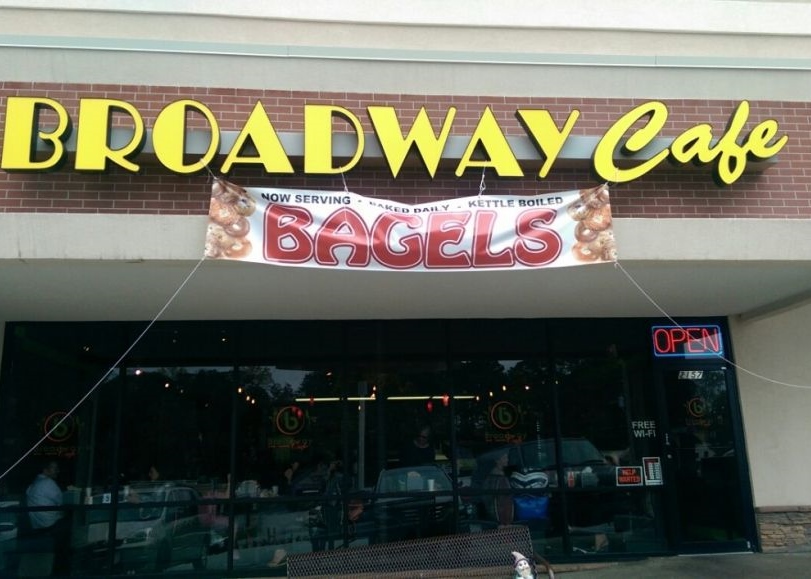 BROADWAY Cafe
NOW SERVING - BAKED DAILY - KETTLE BOILED
BAGELS
OPEN
2157
FREE
WI-FI
HELP
WANTED